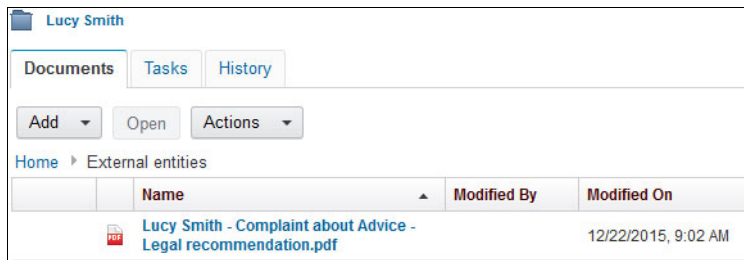 Lucy Smith
Documents Tasks History
Add Open Actions
Home External entities
Name Modified By Modified On
PDF Lucy Smith - Complaint about Advice - 12/22/2015, 9:02 AM
Legal recommendation.pdf